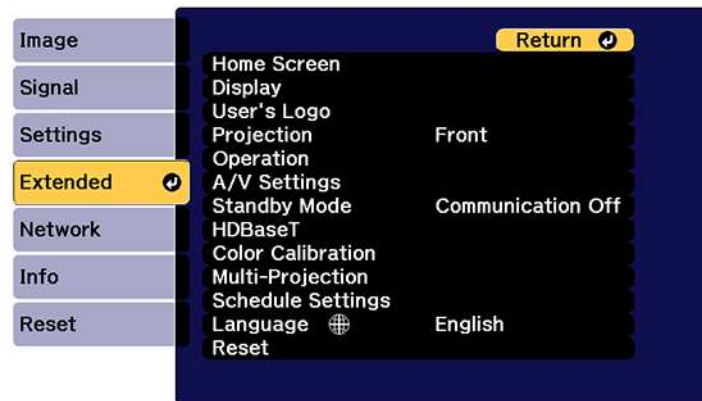 Image
Signal
Settings
Extended
Network
Info
Reset
Return
Home Screen
Display
User's Logo
Projection Front
Operation
A/V Settings
Standby Mode Communication Off
HDBaseT
Color Calibration
Multi-Projection
Schedule Settings
Language English
Reset